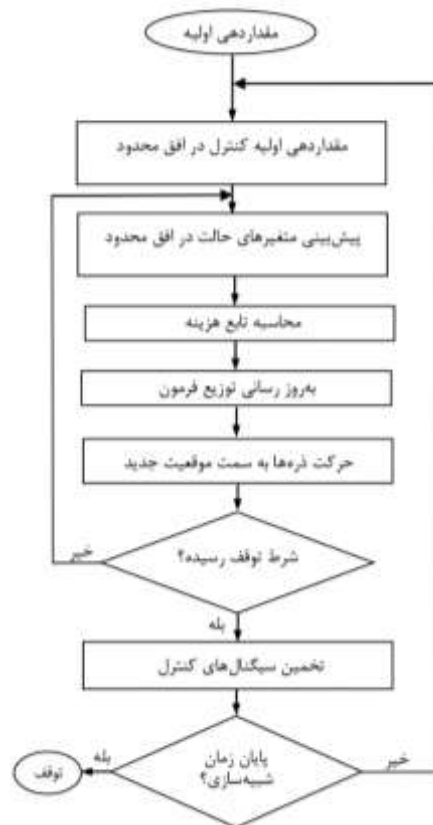 مقداردهی اولیه
مقداردهی اولیه کنترل در افق محدود
پیش‌بینی متغیرهای حالت در افق محدود
محاسبه تابع هزینه
به‌روز رسانی توزیع فرمون
حرکت ذره‌ها به سمت موقعیت جدید
شرط توقف رسیده؟
خیر
بله
تخمین سیگنال‌های کنترل
پایان زمان
شبیه‌سازی؟
خیر
بله
توقف